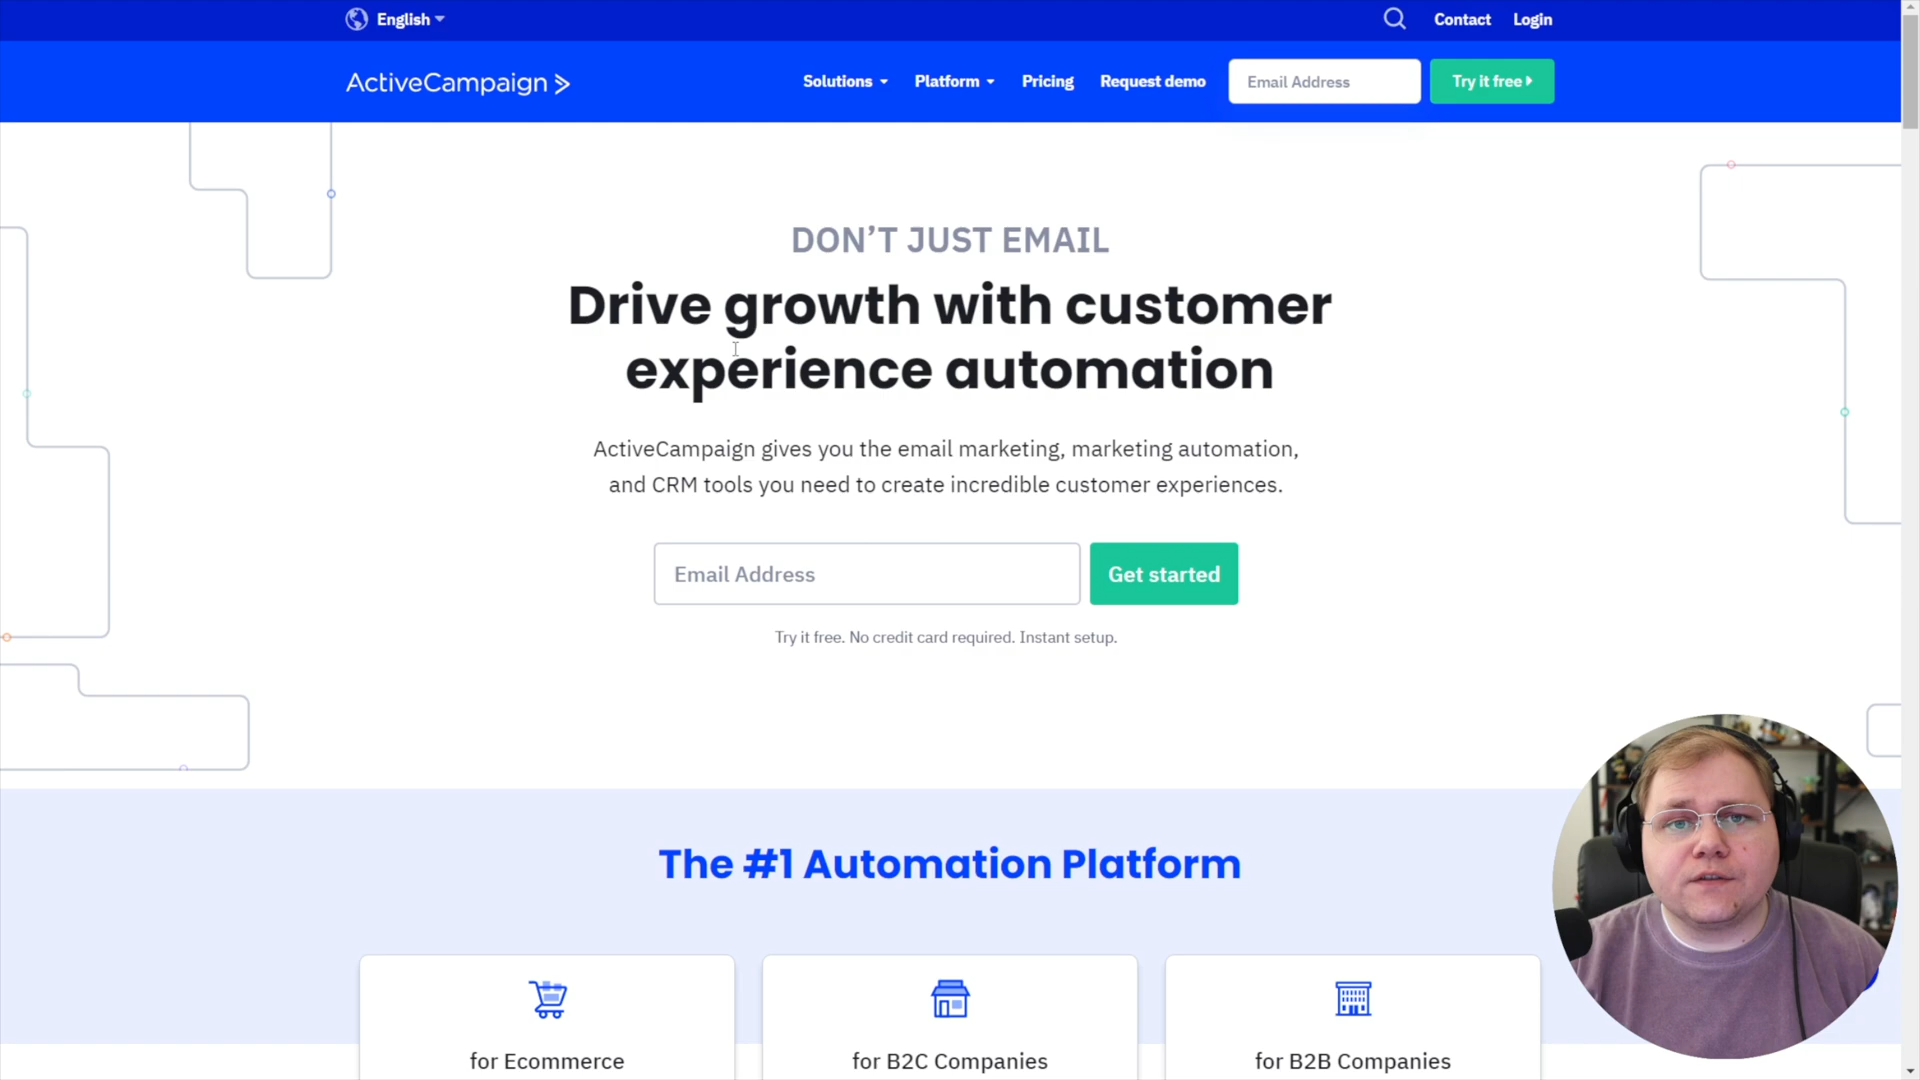 English
Contact
Login
ActiveCampaign
Solutions
Platform
Pricing
Request demo
Email Address
Try it free
DON’T JUST EMAIL
Drive growth with customer
experience automation
ActiveCampaign gives you the email marketing, marketing automation,
and CRM tools you need to create incredible customer experiences.
Email Address
Get started
Try it free. No credit card required. Instant setup.
The #1 Automation Platform
for Ecommerce
for B2C Companies
for B2B Companies